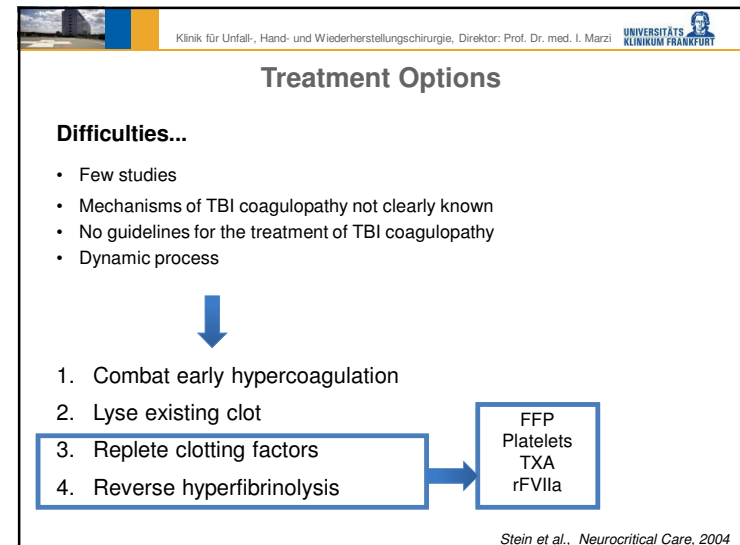 Klinik für Unfall-, Hand- und Wiederherstellungschirurgie, Direktor: Prof. Dr. med. I. Marzi
UNIVERSITÄTS
KLINIKUM FRANKFURT
Treatment Options
Difficulties...
• Few studies
• Mechanisms of TBI coagulopathy not clearly known
• No guidelines for the treatment of TBI coagulopathy
• Dynamic process
1. Combat early hypercoagulation
2. Lyse existing clot
3. Replete clotting factors
4. Reverse hyperfibrinolysis
FFP
Platelets
TXA
rFVIIa
Stein et al., Neurocritical Care, 2004